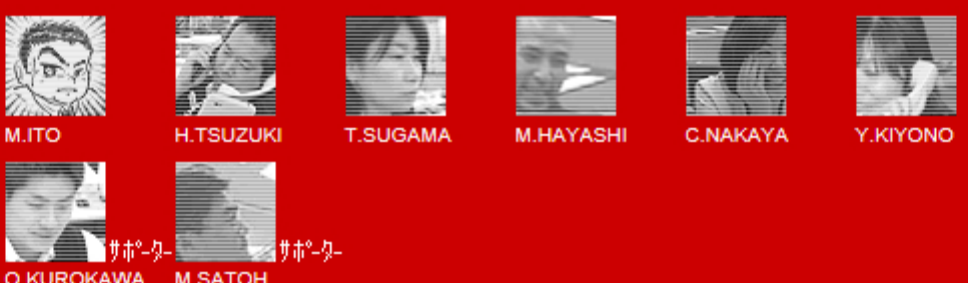 M.ITO
H.TSUZUKI
T.SUGAMA
M.HAYASHI
C.NAKAYA
Y.KIYONO
ｻﾎﾟｰﾀｰ
ｻﾎﾟｰﾀｰ
O.KUROKAWA
M.SATOH